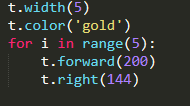 t.width(5)
t.color('gold')
for i in range(5):
    t.forward(200)
    t.right(144)